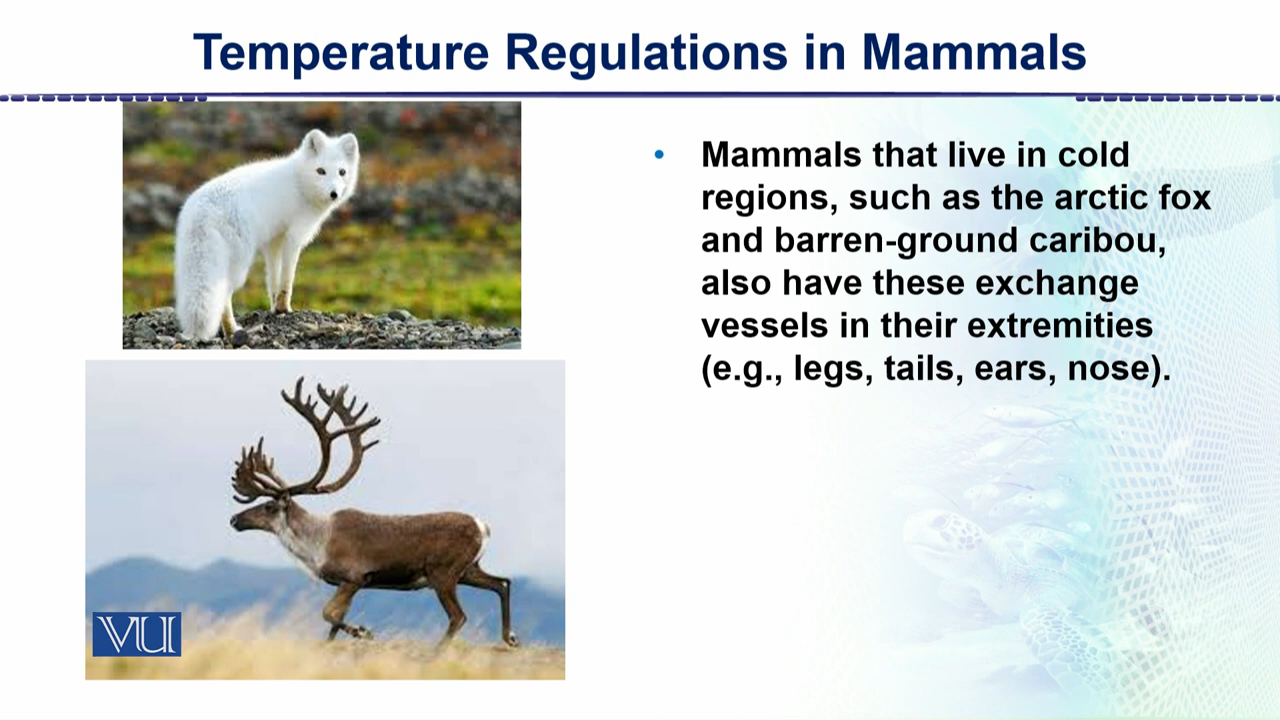 Temperature Regulations in Mammals
• Mammals that live in cold
regions, such as the arctic fox
and barren-ground caribou,
also have these exchange
vessels in their extremities
(e.g., legs, tails, ears, nose).
VU